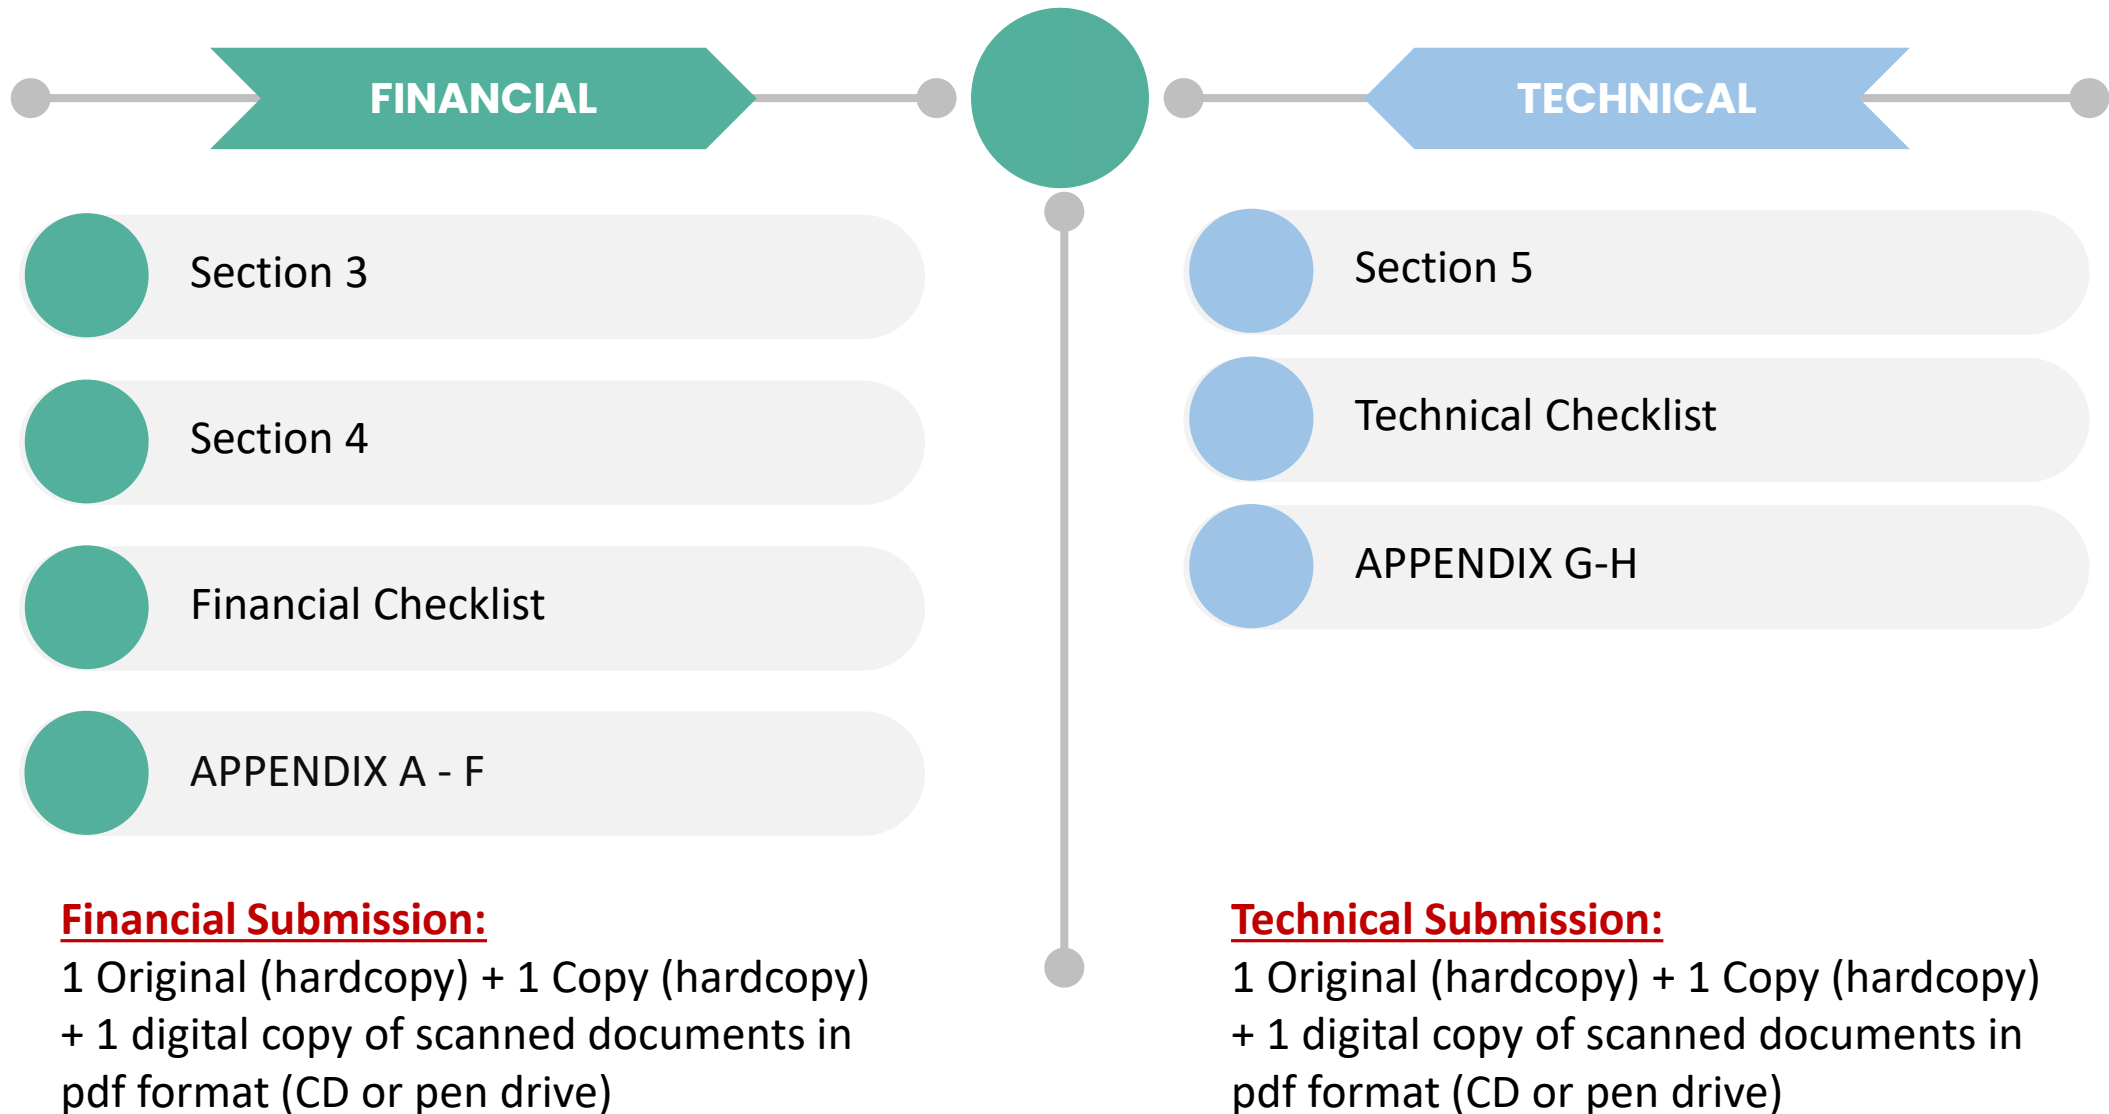 FINANCIAL
Section 3
Section 4
Financial Checklist
APPENDIX A - F
Financial Submission:
1 Original (hardcopy) + 1 Copy (hardcopy)
+ 1 digital copy of scanned documents in
pdf format (CD or pen drive)
TECHNICAL
Section 5
Technical Checklist
APPENDIX G-H
Technical Submission:
1 Original (hardcopy) + 1 Copy (hardcopy)
+ 1 digital copy of scanned documents in
pdf format (CD or pen drive)